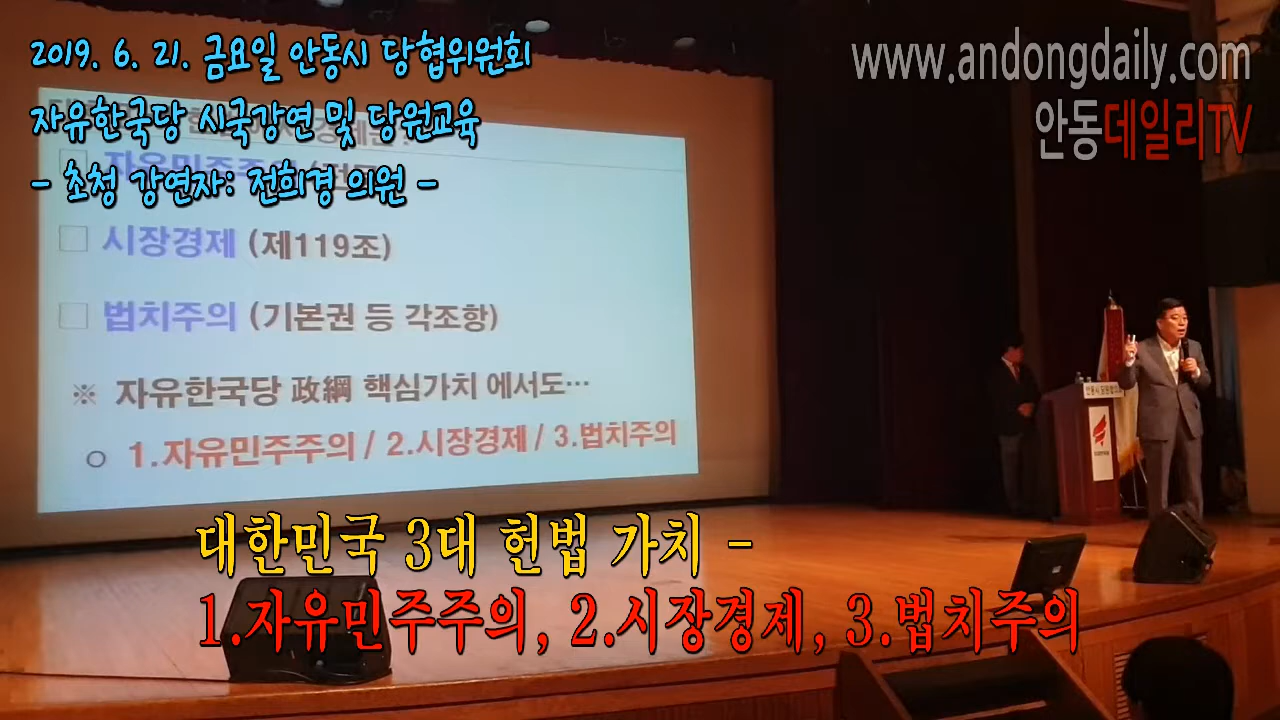 2019. 6. 21. 금요일 안동시 당협위원회
자유한국당 시국강연 및 당원교육
- 초청 강연자: 전희경 의원 -
www.andongdaily.com
안동데일리TV
자유민주주의
시장경제 (제119조)
법치주의 (기본권 등 각조항)
※ 자유한국당 政綱 핵심가치 에서도…
○ 1.자유민주주의 / 2.시장경제 / 3.법치주의
대한민국 3대 헌법 가치 -
1.자유민주주의, 2.시장경제, 3.법치주의